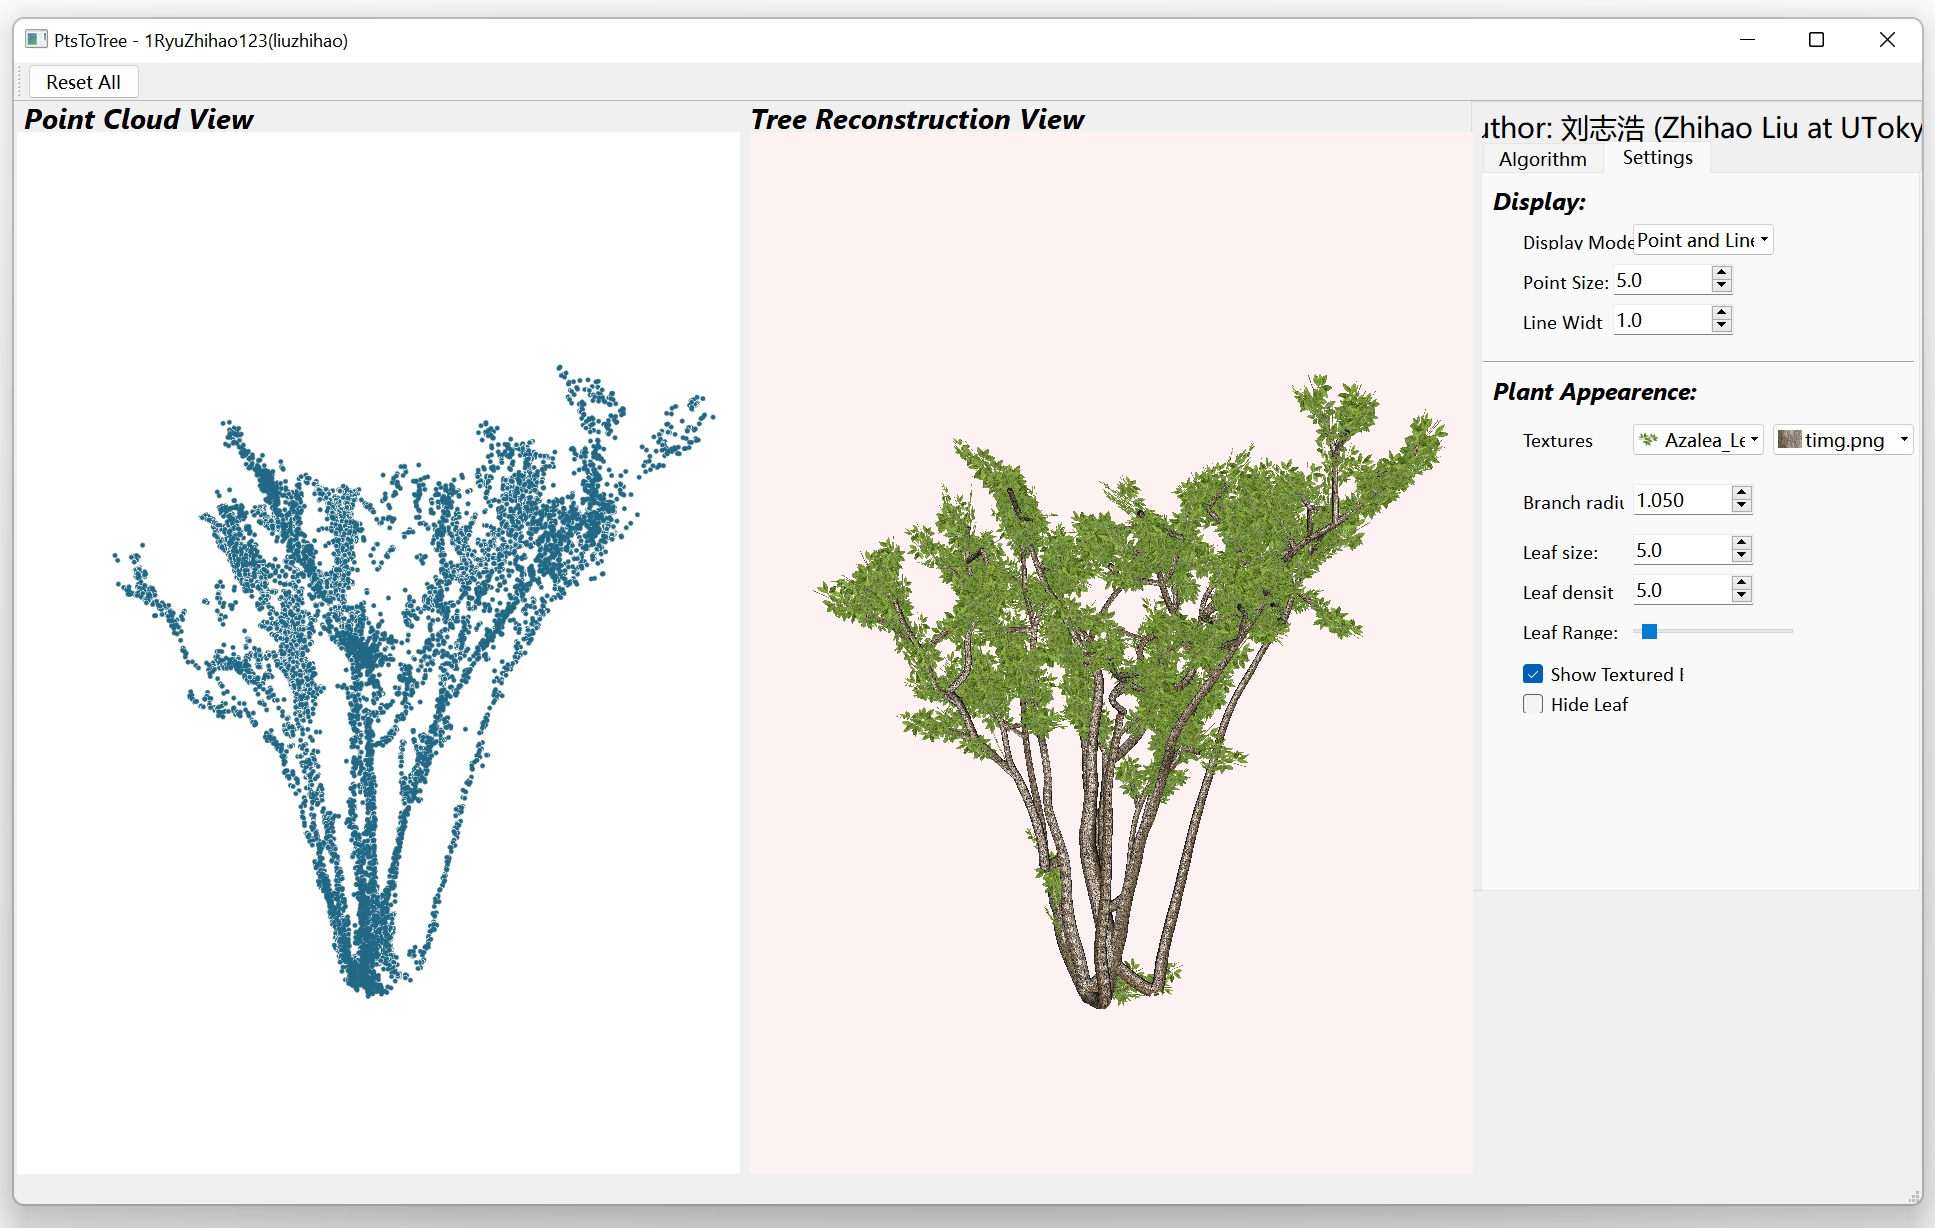 PtsToTree - 1RyuZhihao123(liuzhihao)
Reset All
Point Cloud View
Tree Reconstruction View
uthor: 刘志浩 (Zhihao Liu at UToky
Algorithm Settings
Display:
Display Mode Point and Line
Point Size: 5.0
Line Widt 1.0
Plant Appearence:
Textures Azalea_Le timg.png
Branch radiu 1.050
Leaf size: 5.0
Leaf densit 5.0
Leaf Range:
Show Textured
Hide Leaf